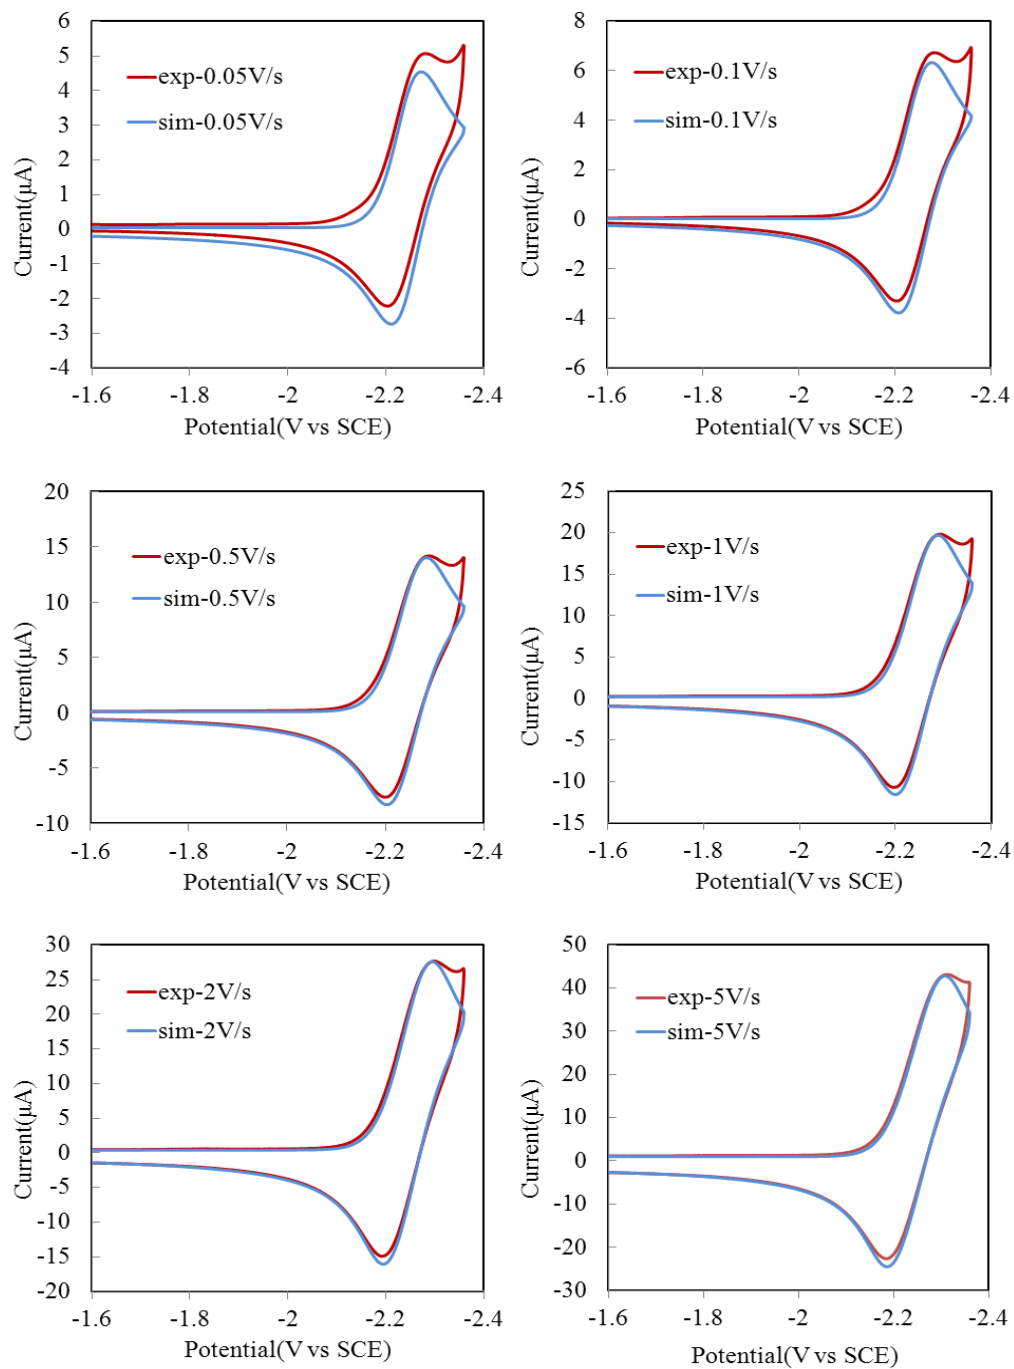 6
5
4
3
2
1
0
-1
-2
-3
-4
Current(μA)
exp-0.05V/s
sim-0.05V/s
-1.6 -1.8 -2 -2.2 -2.4
Potential(V vs SCE)
8
6
4
2
0
-2
-4
-6
Current(μA)
exp-0.1V/s
sim-0.1V/s
-1.6 -1.8 -2 -2.2 -2.4
Potential(V vs SCE)
20
15
10
5
0
-5
-10
Current(μA)
exp-0.5V/s
sim-0.5V/s
-1.6 -1.8 -2 -2.2 -2.4
Potential(V vs SCE)
25
20
15
10
5
0
-5
-10
-15
Current(μA)
exp-1V/s
sim-1V/s
-1.6 -1.8 -2 -2.2 -2.4
Potential(V vs SCE)
30
25
20
15
10
5
0
-5
-10
-15
-20
Current(μA)
exp-2V/s
sim-2V/s
-1.6 -1.8 -2 -2.2 -2.4
Potential(V vs SCE)
50
40
30
20
10
0
-10
-20
-30
Current(μA)
exp-5V/s
sim-5V/s
-1.6 -1.8 -2 -2.2 -2.4
Potential(V vs SCE)